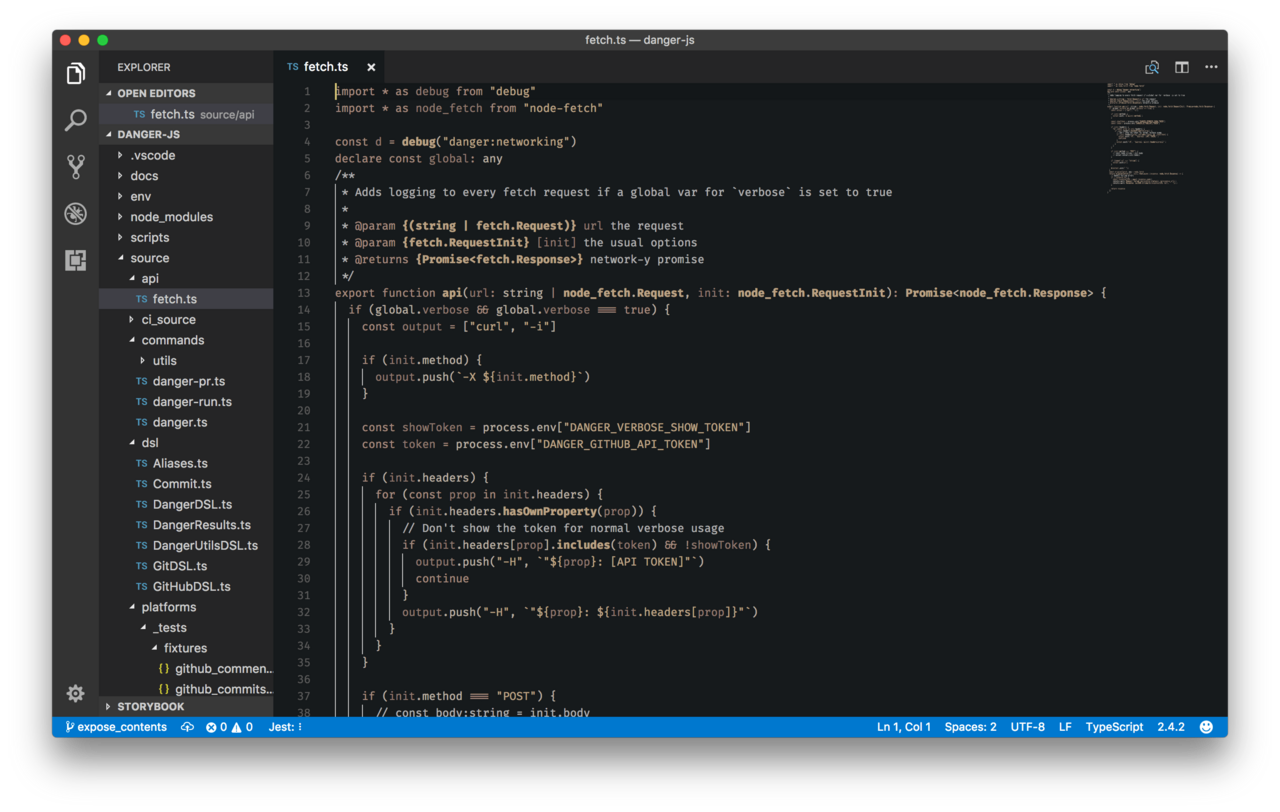 fetch.ts — danger-js
EXPLORER
OPEN EDITORS
TS fetch.ts source/api
DANGER-JS
.vscode
docs
env
node_modules
scripts
source
api
TS fetch.ts
ci_source
commands
utils
TS danger-pr.ts
TS danger-run.ts
TS danger.ts
dsl
TS Aliases.ts
TS Commit.ts
TS DangerDSL.ts
TS DangerResults.ts
TS DangerUtilsDSL.ts
TS GitDSL.ts
TS GitHubDSL.ts
platforms
_tests
fixtures
{} github_commen...
{} github_commits...
STORYBOOK
TS fetch.ts ×
1 import * as debug from "debug"
2 import * as node_fetch from "node-fetch"
3
4 const d = debug("danger:networking")
5 declare const global: any
6 /**
7 * Adds logging to every fetch request if a global var for `verbose` is set to true
8 *
9 * @param {(string | fetch.Request)} url the request
10 * @param {fetch.RequestInit} [init] the usual options
11 * @returns {Promise<fetch.Response>} network-y promise
12 */
13 export function api(url: string | node_fetch.Request, init: node_fetch.RequestInit): Promise<node_fetch.Response> {
14 if (global.verbose && global.verbose === true) {
15 const output = ["curl", "-i"]
16
17 if (init.method) {
18 output.push(`-X ${init.method}`)
19 }
20
21 const showToken = process.env["DANGER_VERBOSE_SHOW_TOKEN"]
22 const token = process.env["DANGER_GITHUB_API_TOKEN"]
23
24 if (init.headers) {
25 for (const prop in init.headers) {
26 if (init.headers.hasOwnProperty(prop)) {
27 // Don't show the token for normal verbose usage
28 if (init.headers[prop].includes(token) && !showToken) {
29 output.push("-H", `"${prop}: [API TOKEN]"`)
30 continue
31 }
32 output.push("-H", `"${prop}: ${init.headers[prop]}"`)
33 }
34 }
35 }
36
37 if (init.method === "POST") {
38 // const body:string = init.body
expose_contents 0 0 Jest: Ln 1, Col 1 Spaces: 2 UTF-8 LF TypeScript 2.4.2